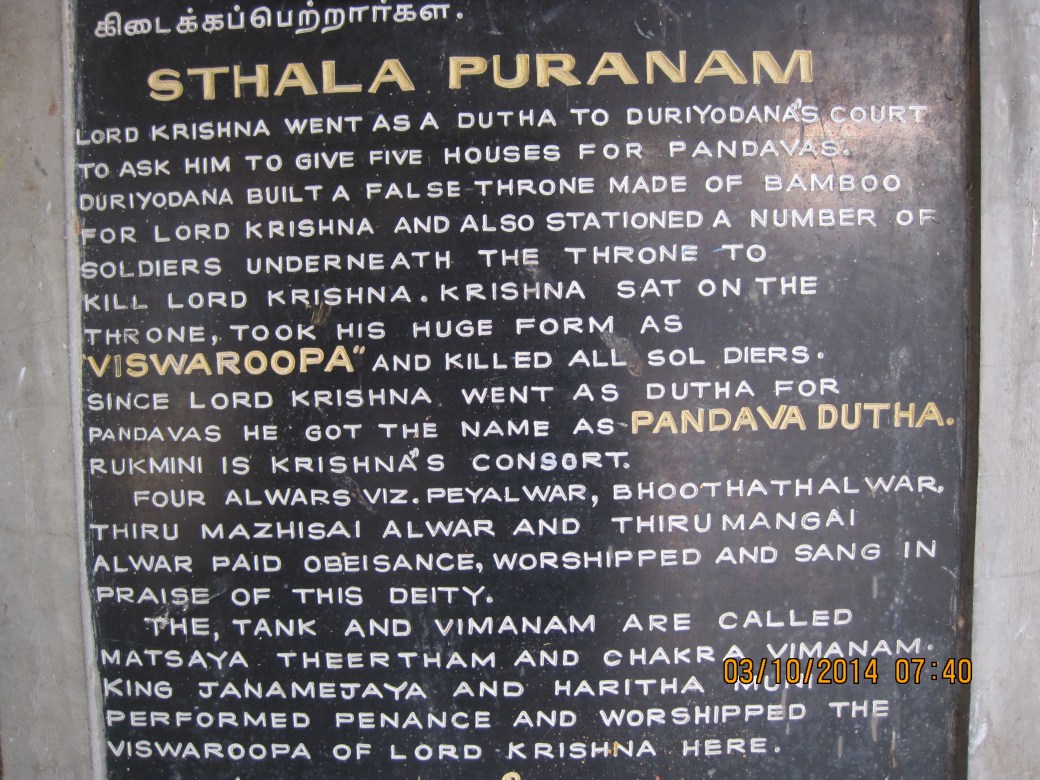 கிடைக்கப்பெற்றார்கள்.
STHALA PURANAM
LORD KRISHNA WENT AS A DUTHA TO DURIYODANA'S COURT
TO ASK HIM TO GIVE FIVE HOUSES FOR PANDAVAS.
DURIYODANA BUILT A FALSE THRONE MADE OF BAMBOO
FOR LORD KRISHNA AND ALSO STATIONED A NUMBER OF
SOLDIERS UNDERNEATH THE THRONE TO
KILL LORD KRISHNA. KRISHNA SAT ON THE
THRONE, TOOK HIS HUGE FORM AS
"VISWAROOPA" AND KILLED ALL SOL DIERS.
SINCE LORD KRISHNA WENT AS DUTHA FOR
PANDAVAS HE GOT THE NAME AS PANDAVA DUTHA.
RUKMINI IS KRISHNA'S CONSORT.
FOUR ALWARS VIZ. PEYALWAR, BHOOTHATHALWAR,
THIRU MAZHISAI ALWAR AND THIRUMANGAI
ALWAR PAID OBEISANCE, WORSHIPPED AND SANG IN
PRAISE OF THIS DEITY.
THE, TANK AND VIMANAM ARE CALLED
MATSAYA THEERTHAM AND CHAKRA VIMANAM.
KING JANAMEJAYA AND HARITHA MUNI
PERFORMED PENANCE AND WORSHIPPED THE
VISWAROOPA OF LORD KRISHNA HERE.
03/10/2014 07:40